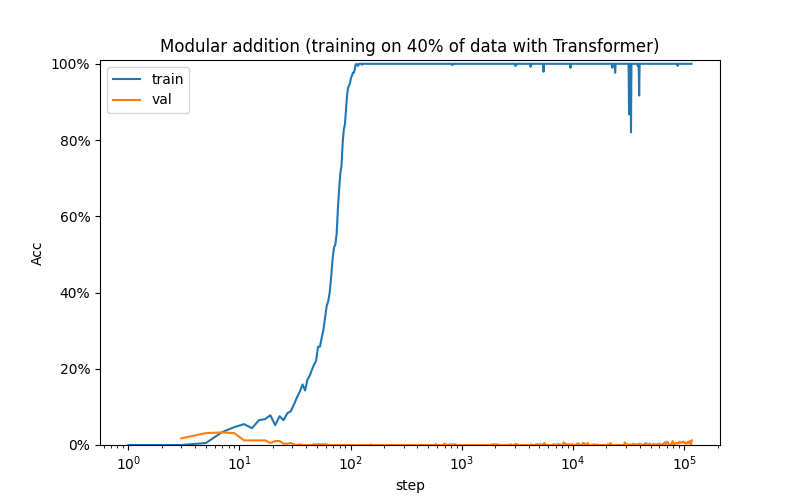 Modular addition (training on 40% of data with Transformer)
100%
80%
60%
40%
20%
0%
Acc
train
val
10⁰
10¹
10²
10³
10⁴
10⁵
step